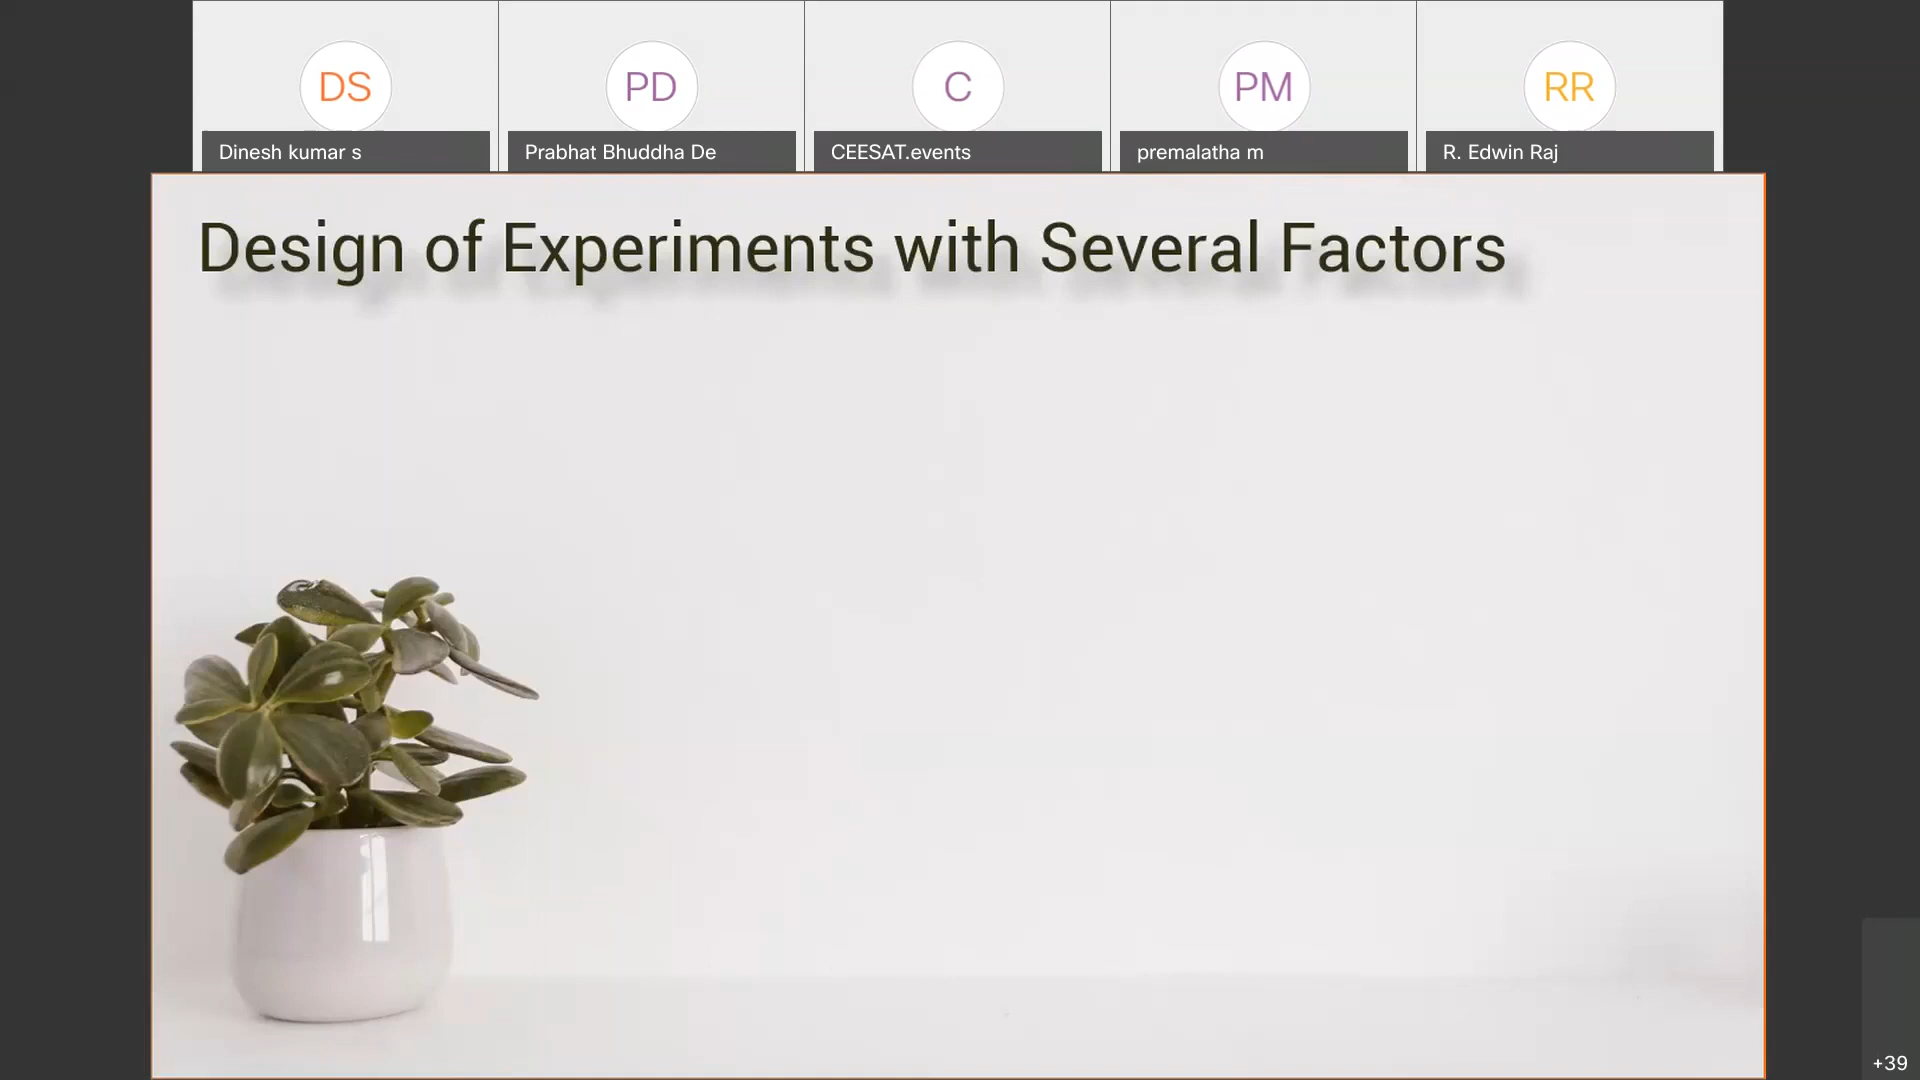 DS
PD
C
PM
RR
Dinesh kumar s
Prabhat Bhuddha De
CEESAT.events
premalatha m
R. Edwin Raj
Design of Experiments with Several Factors
+39